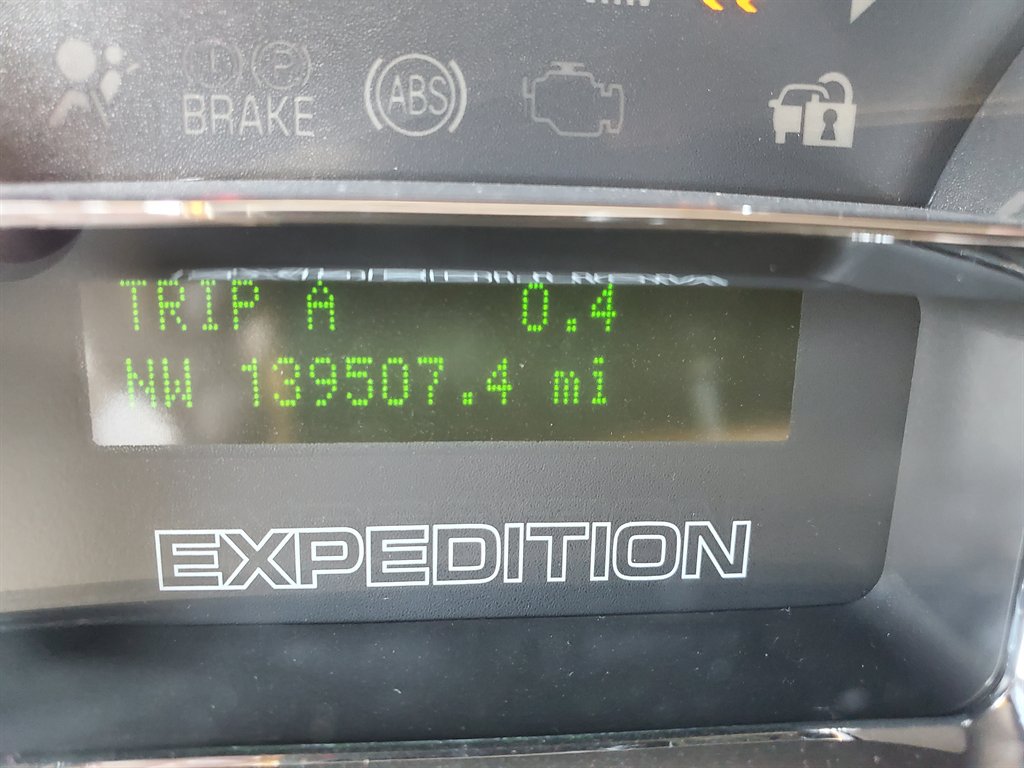 BRAKE
ABS
TRIP A 0.4
NW 139507.4 mi
EXPEDITION